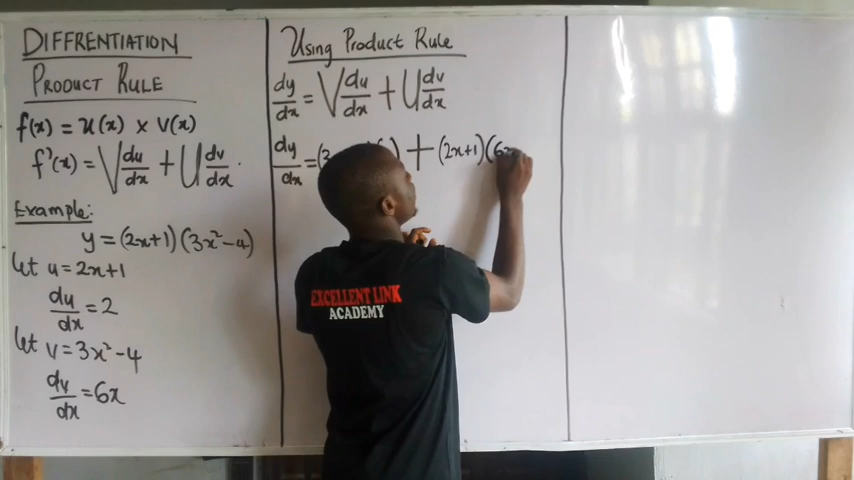 DIFFRENTIATION
PRODUCT RULE
f(x) = u(x) × v(x)
f'(x) = V du/dx + U dv/dx.
Example:
y = (2x+1)(3x²-4)
let u = 2x+1
du/dx = 2
let v = 3x²-4
dv/dx = 6x
Using Product Rule
dy/dx = V du/dx + U dv/dx
dy/dx = (3 + (2x+1)(6x
EXCELLENT LINK
ACADEMY